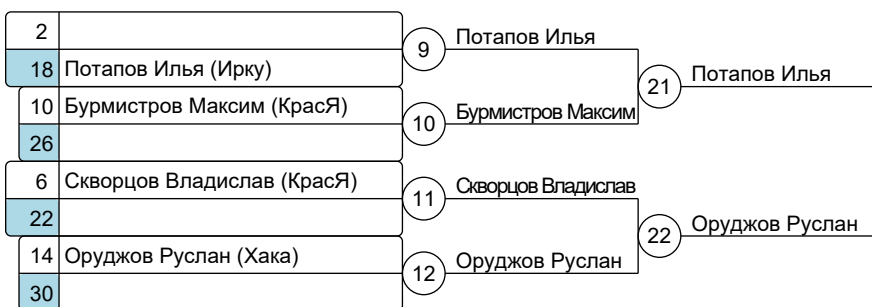 2
18 Потапов Илья (Ирку)
10 Бурмистров Максим (КрасЯ)
26
6 Скворцов Владислав (КрасЯ)
22
14 Оруджов Руслан (Хака)
30
9 Потапов Илья
10 Бурмистров Максим
11 Скворцов Владислав
12 Оруджов Руслан
21 Потапов Илья
22 Оруджов Руслан